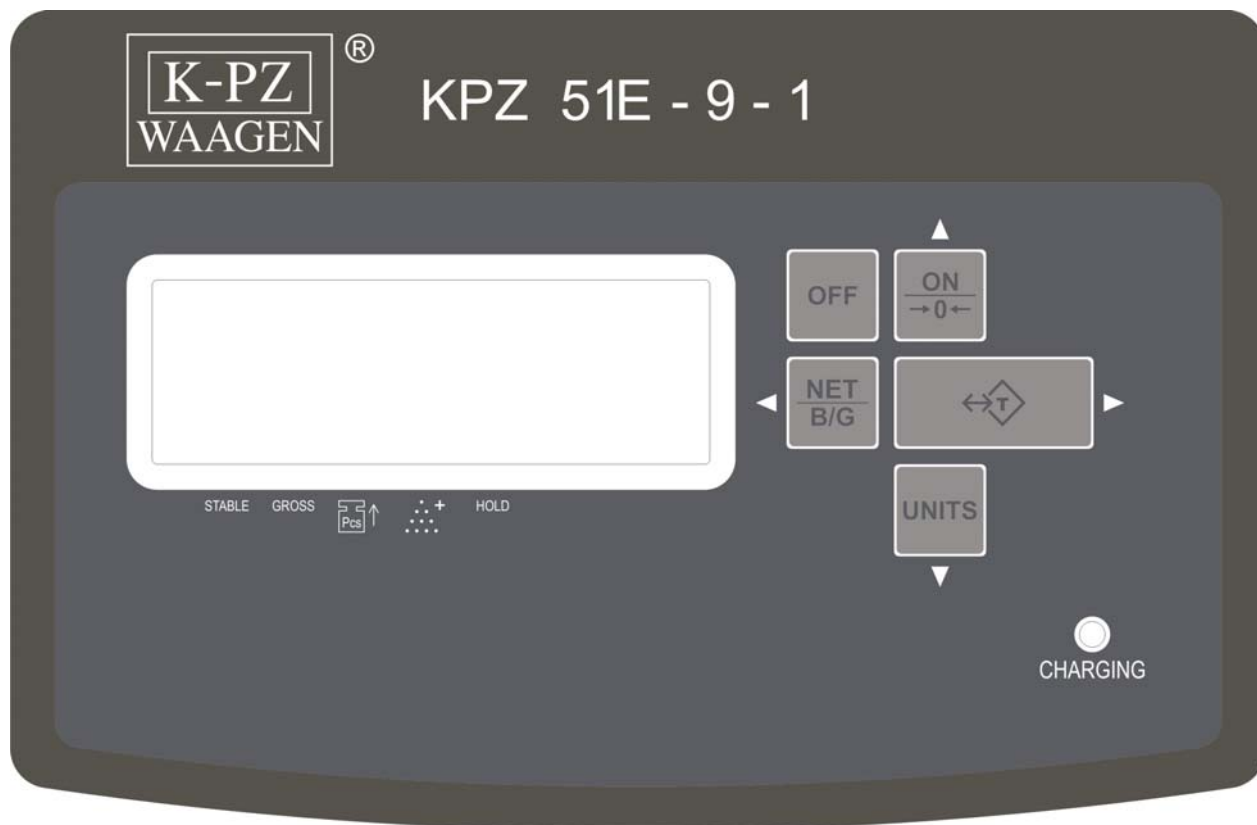 K-PZ
WAAGEN
®
KPZ 51E - 9 - 1
OFF
ON
→0←
NET
B/G
↔T
UNITS
STABLE GROSS Pcs ↑ + HOLD
CHARGING